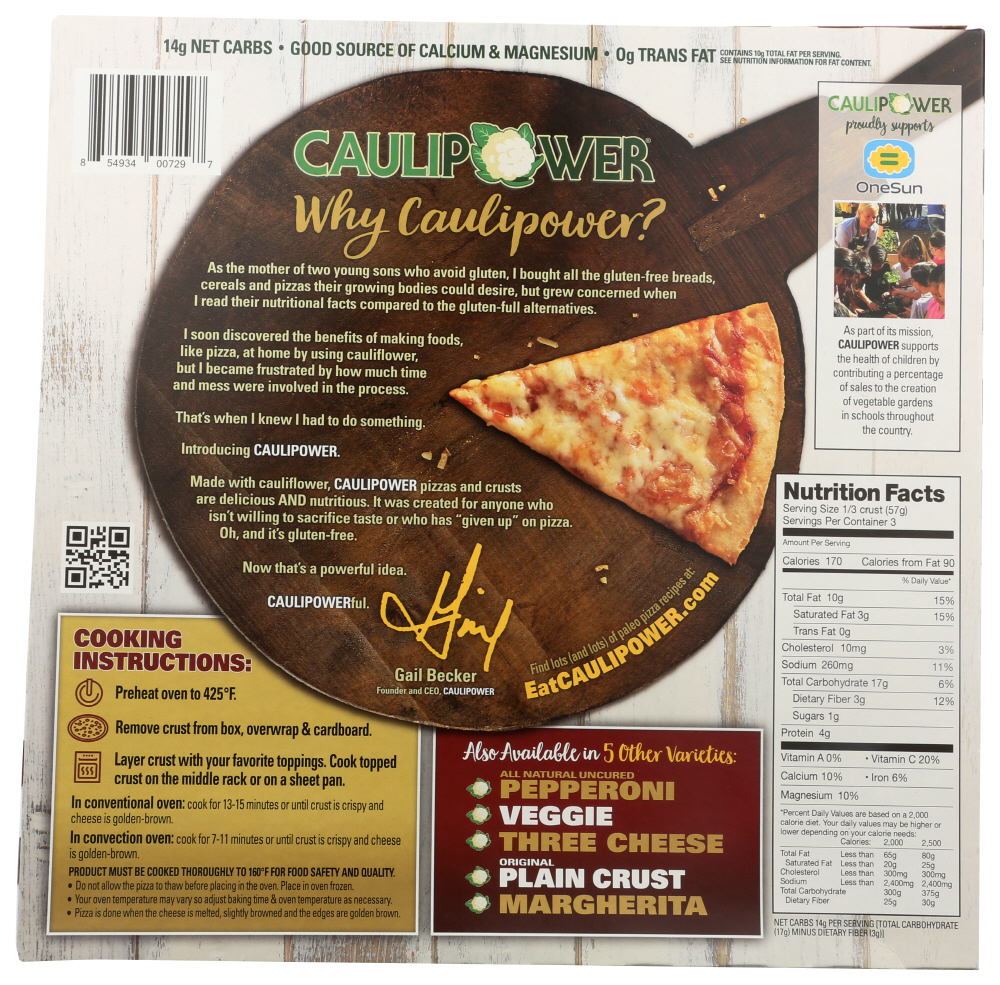 14g NET CARBS • GOOD SOURCE OF CALCIUM & MAGNESIUM • 0g TRANS FAT CONTAINS 10g TOTAL FAT PER SERVING.
SEE NUTRITION INFORMATION FOR FAT CONTENT.
8 54934 00729 7
CAULIPOWER®
Why Caulipower?
As the mother of two young sons who avoid gluten, I bought all the gluten-free breads,
cereals and pizzas their growing bodies could desire, but grew concerned when
I read their nutritional facts compared to the gluten-full alternatives.
I soon discovered the benefits of making foods,
like pizza, at home by using cauliflower,
but I became frustrated by how much time
and mess were involved in the process.
That's when I knew I had to do something.
Introducing CAULIPOWER.
Made with cauliflower, CAULIPOWER pizzas and crusts
are delicious AND nutritious. It was created for anyone who
isn't willing to sacrifice taste or who has "given up" on pizza.
Oh, and it's gluten-free.
Now that's a powerful idea.
CAULIPOWERful.
Gail
Gail Becker
Founder and CEO, CAULIPOWER
Find lots (and lots) of paleo pizza recipes at:
EatCAULIPOWER.com
CAULIPOWER
proudly supports
OneSun
As part of its mission,
CAULIPOWER supports
the health of children by
contributing a percentage
of sales to the creation
of vegetable gardens
in schools throughout
the country.
COOKING
INSTRUCTIONS:
Preheat oven to 425°F.
Remove crust from box, overwrap & cardboard.
Layer crust with your favorite toppings. Cook topped
crust on the middle rack or on a sheet pan.
In conventional oven: cook for 13-15 minutes or until crust is crispy and
cheese is golden-brown.
In convection oven: cook for 7-11 minutes or until crust is crispy and cheese
is golden-brown.
PRODUCT MUST BE COOKED THOROUGHLY TO 160°F FOR FOOD SAFETY AND QUALITY.
• Do not allow the pizza to thaw before placing in the oven. Place in oven frozen.
• Your oven temperature may vary so adjust baking time & oven temperature as necessary.
• Pizza is done when the cheese is melted, slightly browned and the edges are golden brown.
Also Available in 5 Other Varieties:
ALL NATURAL UNCURED
PEPPERONI
VEGGIE
THREE CHEESE
ORIGINAL
PLAIN CRUST
MARGHERITA
Nutrition Facts
Serving Size 1/3 crust (57g)
Servings Per Container 3
Amount Per Serving
Calories 170 Calories from Fat 90
% Daily Value*
Total Fat 10g 15%
Saturated Fat 3g 15%
Trans Fat 0g
Cholesterol 10mg 3%
Sodium 260mg 11%
Total Carbohydrate 17g 6%
Dietary Fiber 3g 12%
Sugars 1g
Protein 4g
Vitamin A 0% • Vitamin C 20%
Calcium 10% • Iron 6%
Magnesium 10%
*Percent Daily Values are based on a 2,000
calorie diet. Your daily values may be higher or
lower depending on your calorie needs:
Calories: 2,000 2,500
Total Fat Less than 65g 80g
Saturated Fat Less than 20g 25g
Cholesterol Less than 300mg 300mg
Sodium Less than 2,400mg 2,400mg
Total Carbohydrate 300g 375g
Dietary Fiber 25g 30g
NET CARBS 14g PER SERVING [TOTAL CARBOHYDRATE
(17g) MINUS DIETARY FIBER (3g)]